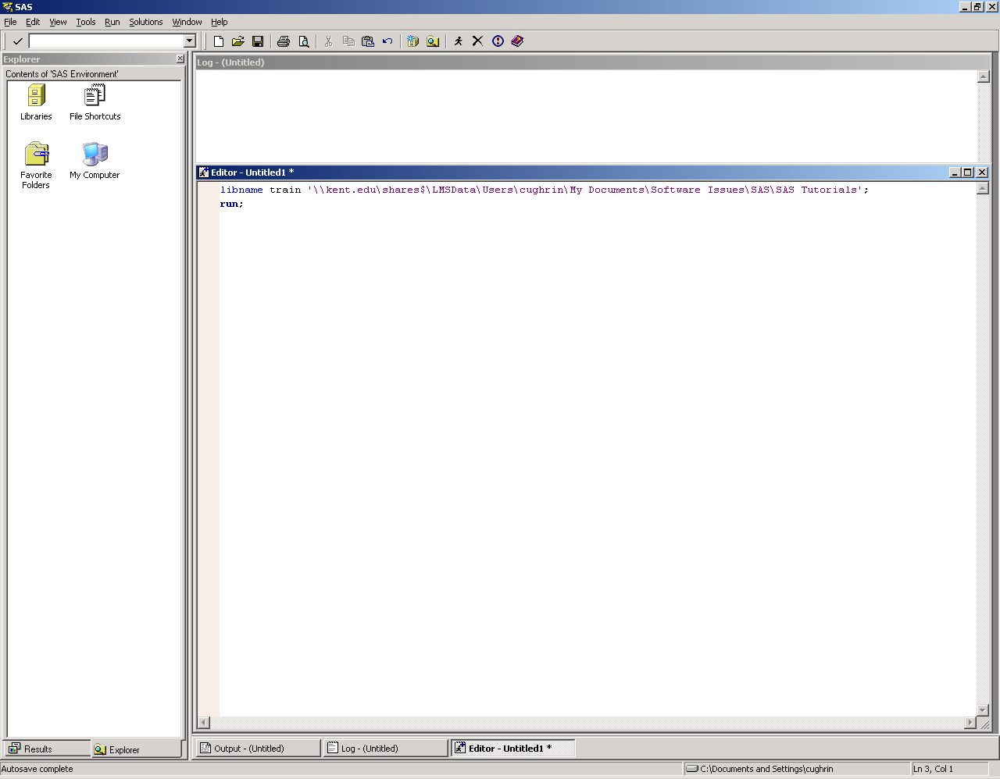 SAS
File Edit View Tools Run Solutions Window Help
Explorer
Contents of 'SAS Environment'
Libraries
File Shortcuts
Favorite
Folders
My Computer
Log - (Untitled)
Editor - Untitled1 *
libname train '\\kent.edu\shares$\LMSData\Users\cughrin\My Documents\Software Issues\SAS\SAS Tutorials';
run;
Results
Explorer
Output - (Untitled)
Log - (Untitled)
Editor - Untitled1 *
Autosave complete
C:\Documents and Settings\cughrin
Ln 3, Col 1